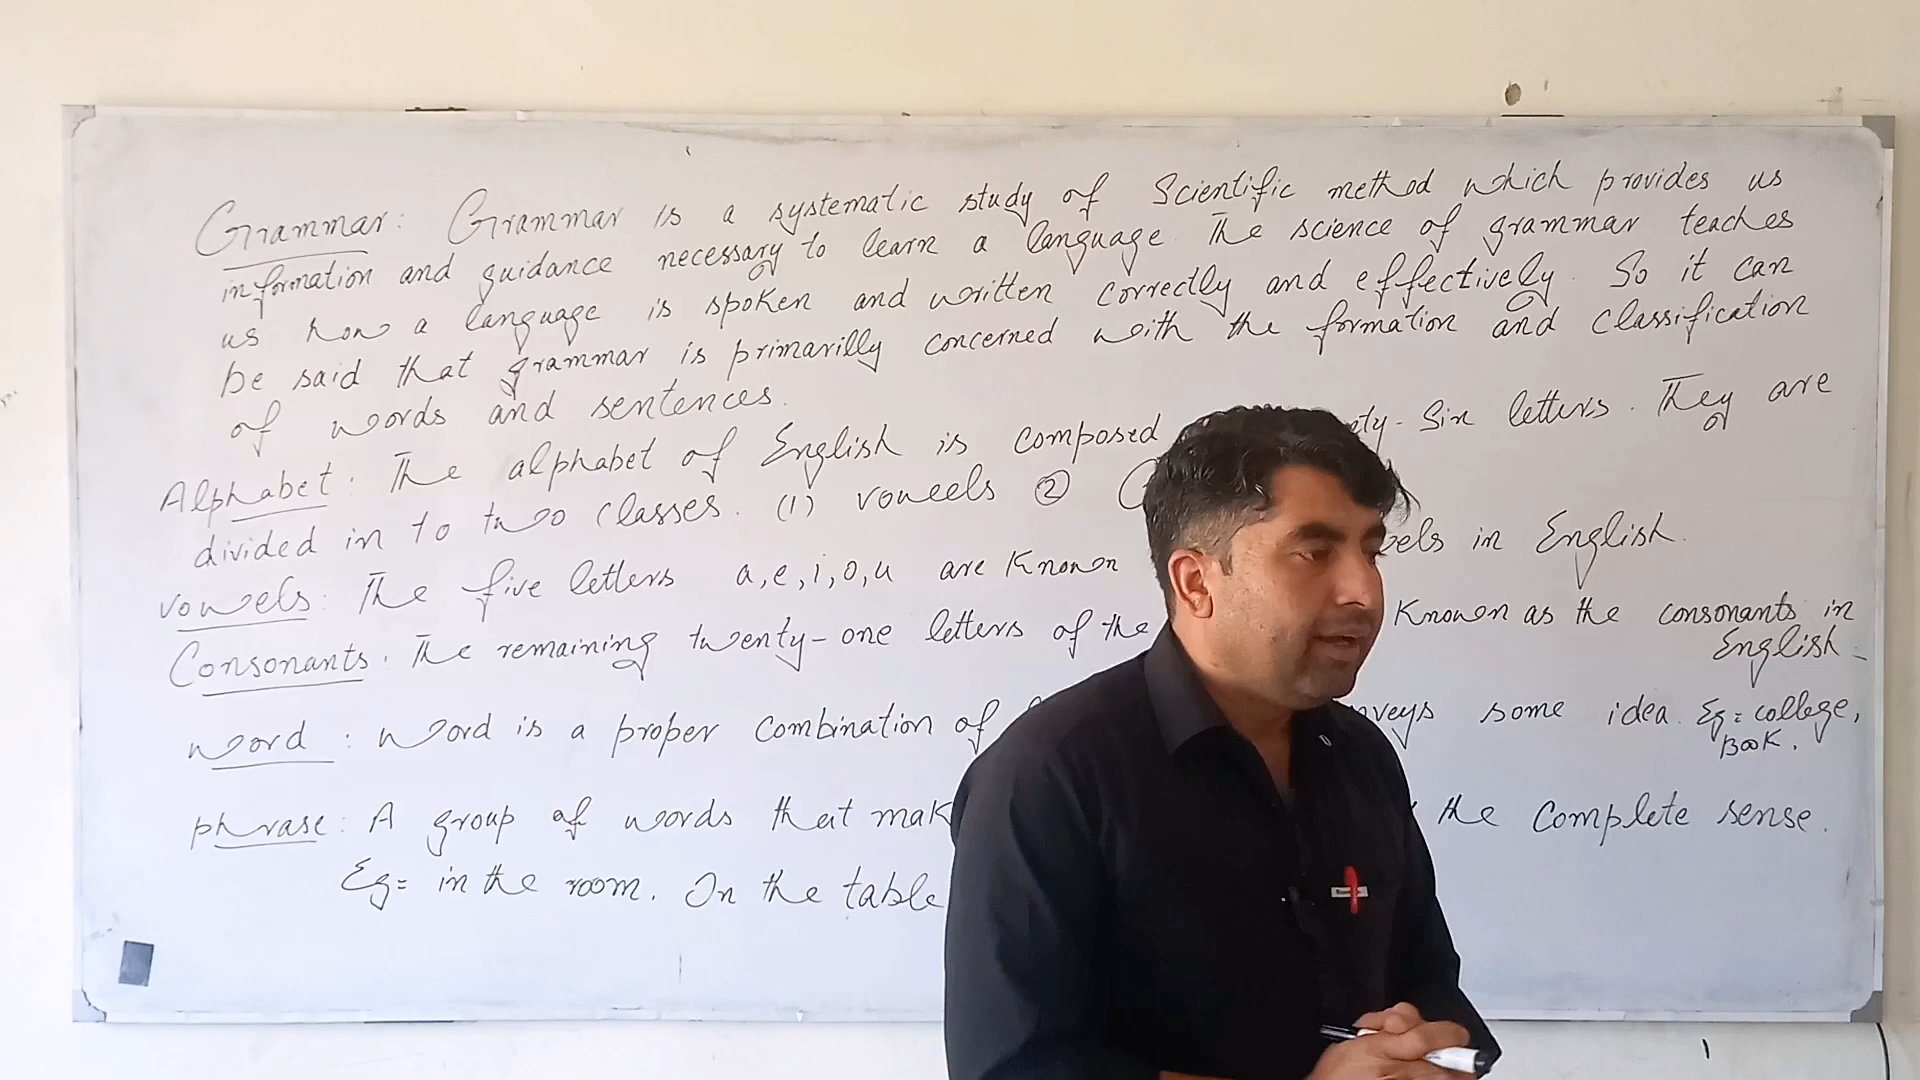 Grammar: Grammar is a systematic study of Scientific method which provides us
information and guidance necessary to learn a language. The science of grammar teaches
us how a language is spoken and written correctly and effectively. So it can
be said that grammar is primarilly concerned with the formation and classification
of words and sentences.
Alphabet: The alphabet of English is composed ty-Six letters. They are
divided in to two classes. (1) vowels ② C
vowels: The five letters a,e,i,o,u are known wels in English.
Consonants. The remaining twenty-one letters of the known as the consonants in
English.
word: word is a proper combination of nveys some idea. Eg= college,
Book.
phrase: A group of words that mak the complete sense.
Eg= in the room. On the table